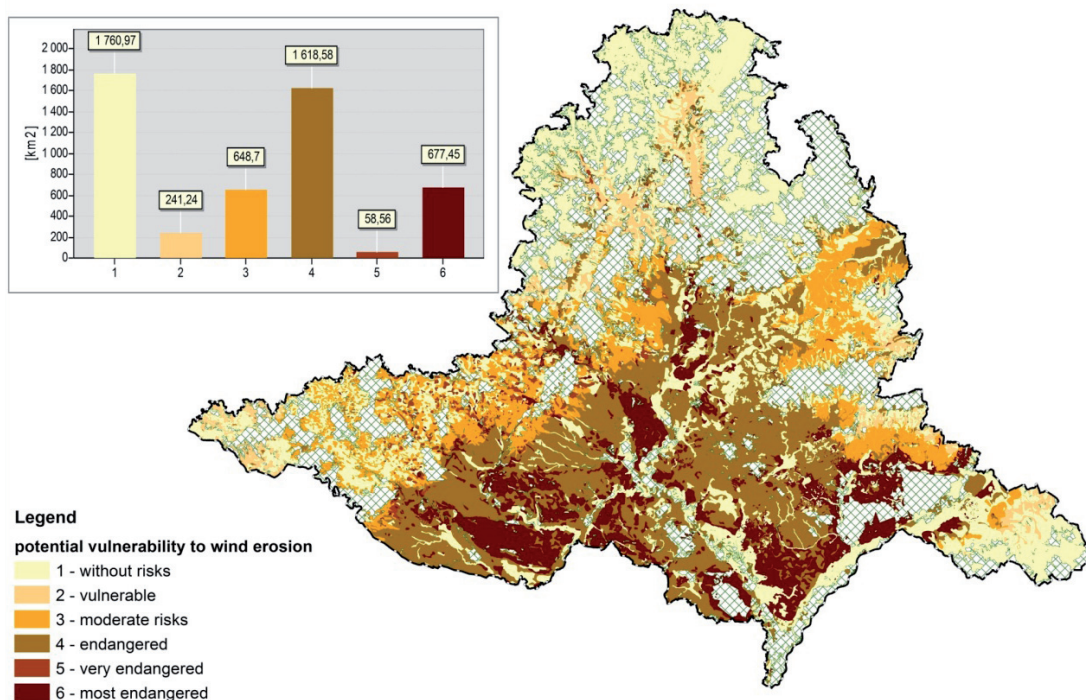 [km2]
2 000
1 800
1 600
1 400
1 200
1 000
800
600
400
200
0
1 760,97
241,24
648,7
1 618,58
58,56
677,45
1 2 3 4 5 6
Legend
potential vulnerability to wind erosion
1 - without risks
2 - vulnerable
3 - moderate risks
4 - endangered
5 - very endangered
6 - most endangered